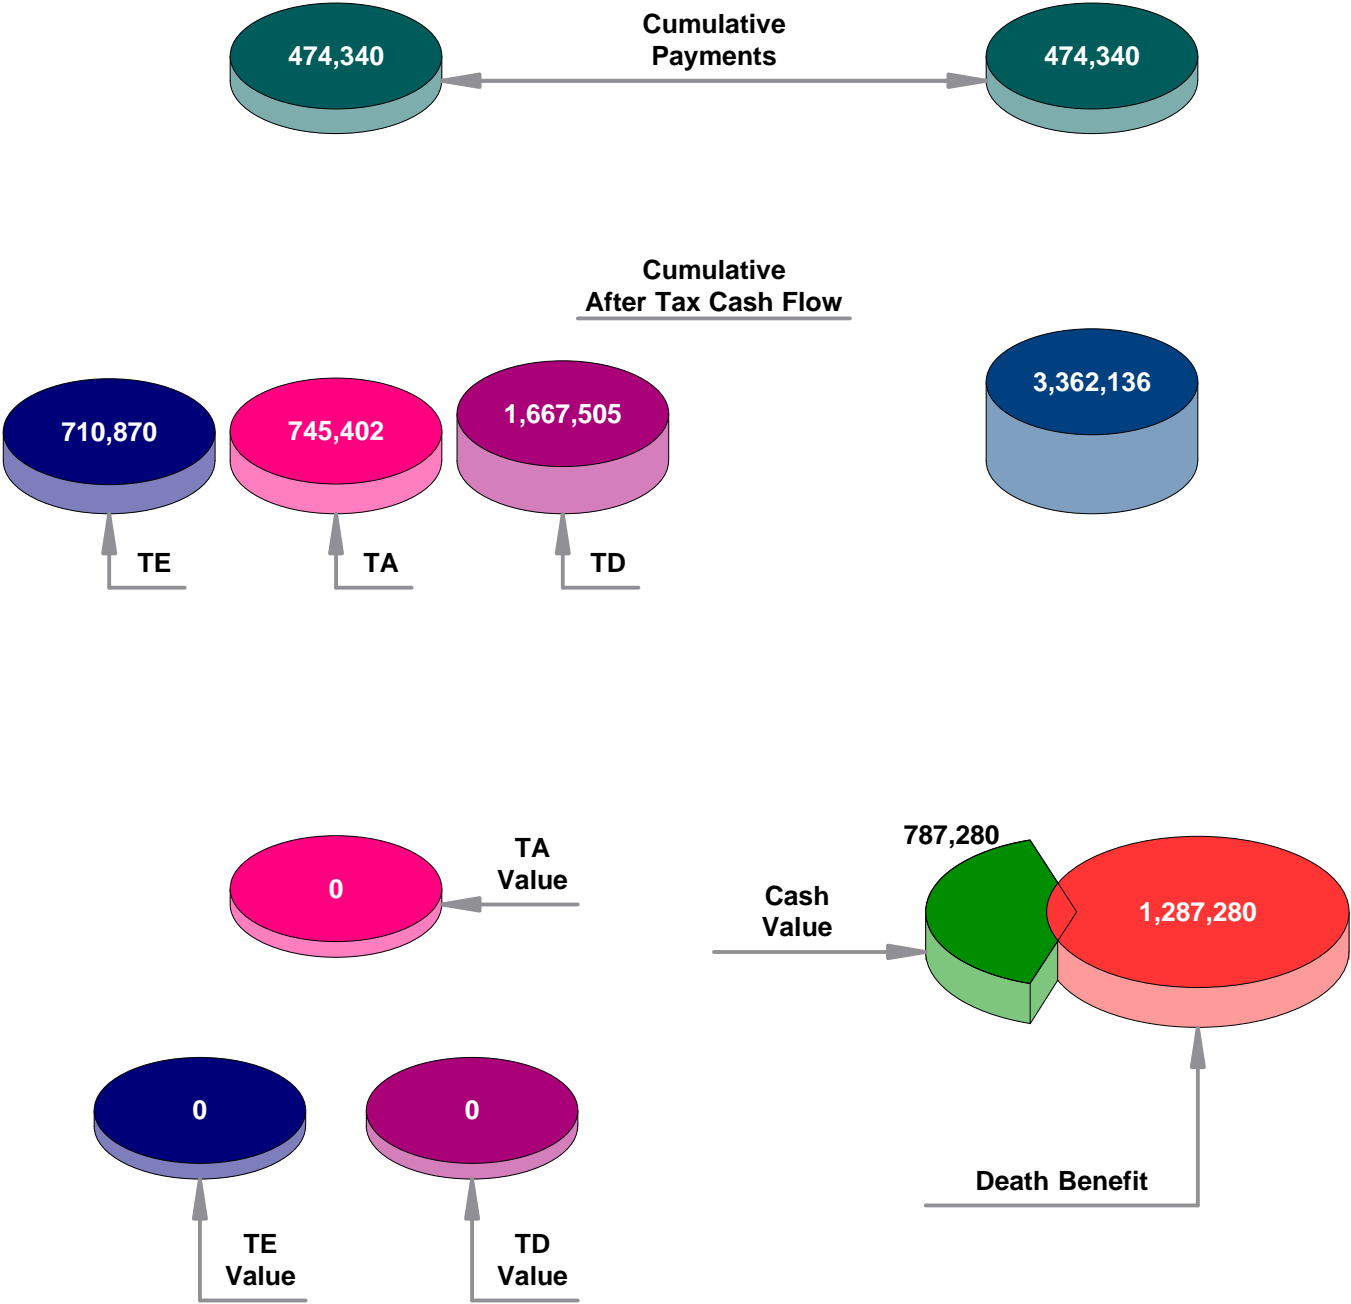 Cumulative
Payments
474,340
474,340
Cumulative
After Tax Cash Flow
710,870
745,402
1,667,505
3,362,136
TE
TA
TD
0
TA
Value
787,280
Cash
Value
1,287,280
0
0
Death Benefit
TE
Value
TD
Value